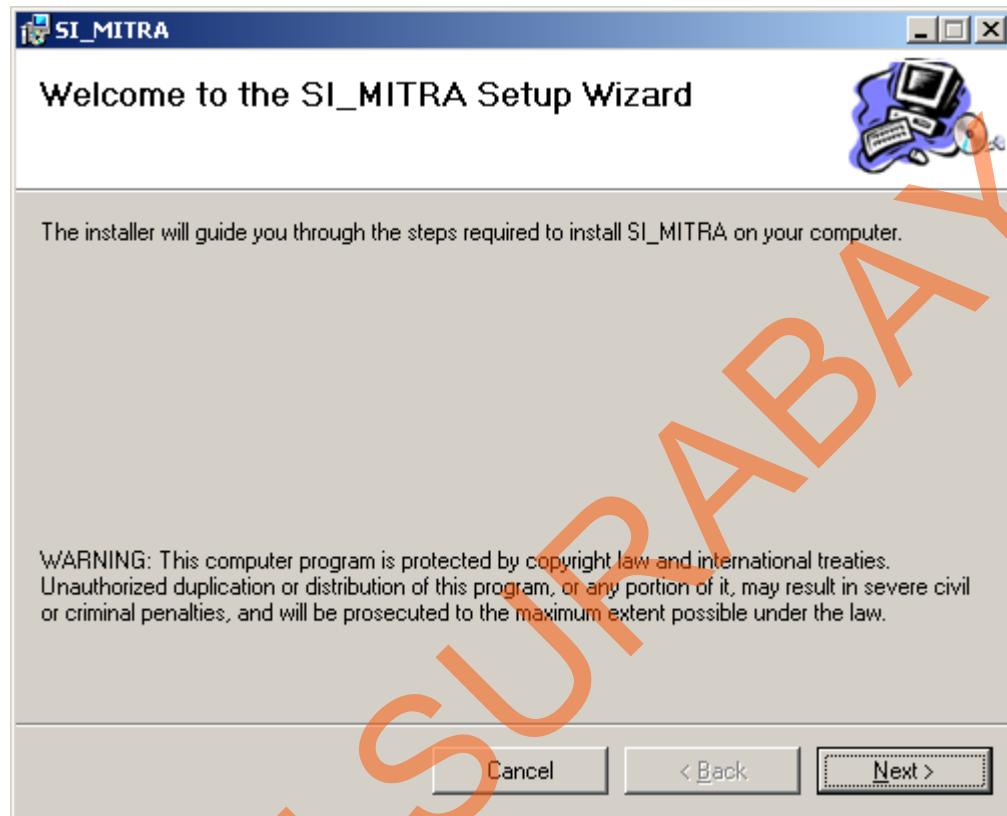 SI_MITRA
Welcome to the SI_MITRA Setup Wizard
The installer will guide you through the steps required to install SI_MITRA on your computer.
WARNING: This computer program is protected by copyright law and international treaties.
Unauthorized duplication or distribution of this program, or any portion of it, may result in severe civil
or criminal penalties, and will be prosecuted to the maximum extent possible under the law.
Cancel
< Back
Next >
SURABAY